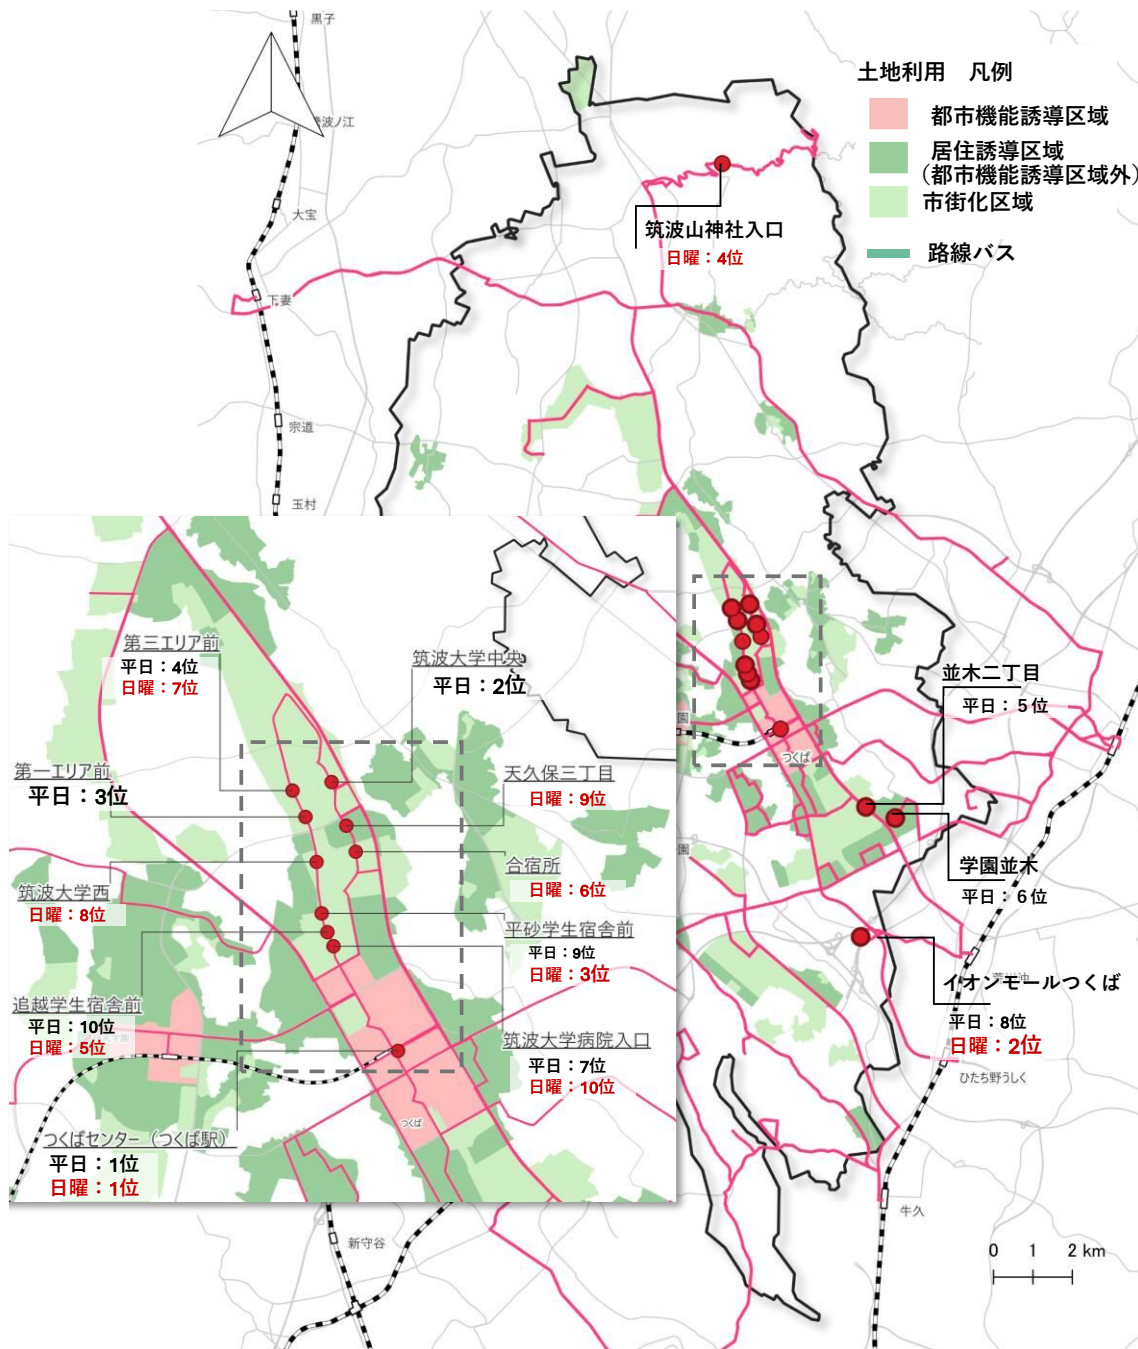 黒子
大宝
下妻
宗道
玉村
土地利用　凡例
都市機能誘導区域
居住誘導区域
(都市機能誘導区域外)
市街化区域
路線バス
筑波山神社入口
日曜：4位
第三エリア前
平日：4位
日曜：7位
筑波大学中央
平日：2位
第一エリア前
平日：3位
天久保三丁目
日曜：9位
合宿所
日曜：6位
筑波大学西
日曜：8位
平砂学生宿舎前
平日：9位
日曜：3位
追越学生宿舎前
平日：10位
日曜：5位
筑波大学病院入口
平日：7位
日曜：10位
つくばセンター（つくば駅）
平日：1位
日曜：1位
つくば
つくば
並木二丁目
平日：５位
学園並木
平日：６位
イオンモールつくば
平日：8位
日曜：2位
ひたち野うしく
牛久
新守谷
0 1 2 km